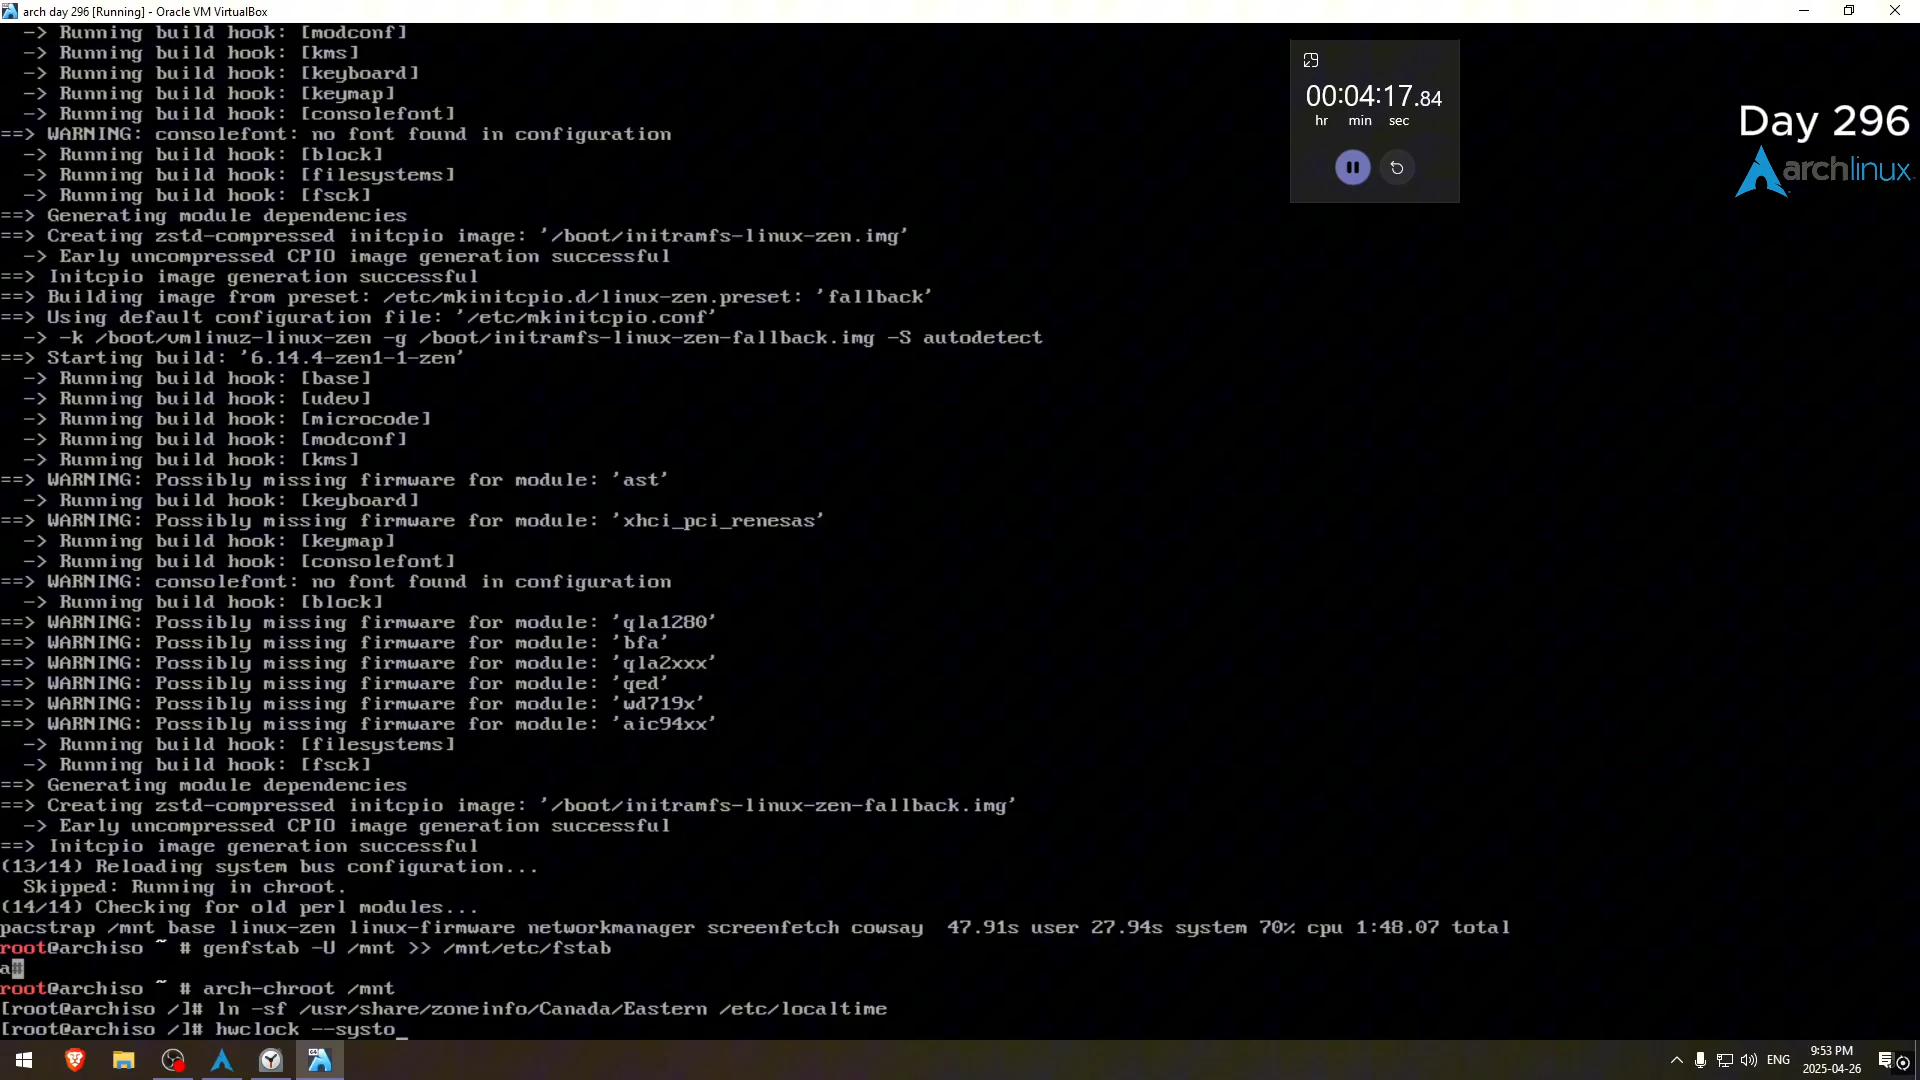 arch day 296 [Running] - Oracle VM VirtualBox
-> Running build hook: [modconf]
-> Running build hook: [kms]
-> Running build hook: [keyboard]
-> Running build hook: [keymap]
-> Running build hook: [consolefont]
==> WARNING: consolefont: no font found in configuration
-> Running build hook: [block]
-> Running build hook: [filesystems]
-> Running build hook: [fsck]
==> Generating module dependencies
==> Creating zstd-compressed initcpio image: '/boot/initramfs-linux-zen.img'
-> Early uncompressed CPIO image generation successful
==> Initcpio image generation successful
==> Building image from preset: /etc/mkinitcpio.d/linux-zen.preset: 'fallback'
==> Using default configuration file: '/etc/mkinitcpio.conf'
-> -k /boot/vmlinuz-linux-zen -g /boot/initramfs-linux-zen-fallback.img -S autodetect
==> Starting build: '6.14.4-zen1-1-zen'
-> Running build hook: [base]
-> Running build hook: [udev]
-> Running build hook: [microcode]
-> Running build hook: [modconf]
-> Running build hook: [kms]
==> WARNING: Possibly missing firmware for module: 'ast'
-> Running build hook: [keyboard]
==> WARNING: Possibly missing firmware for module: 'xhci_pci_renesas'
-> Running build hook: [keymap]
-> Running build hook: [consolefont]
==> WARNING: consolefont: no font found in configuration
-> Running build hook: [block]
==> WARNING: Possibly missing firmware for module: 'qla1280'
==> WARNING: Possibly missing firmware for module: 'bfa'
==> WARNING: Possibly missing firmware for module: 'qla2xxx'
==> WARNING: Possibly missing firmware for module: 'qed'
==> WARNING: Possibly missing firmware for module: 'wd719x'
==> WARNING: Possibly missing firmware for module: 'aic94xx'
-> Running build hook: [filesystems]
-> Running build hook: [fsck]
==> Generating module dependencies
==> Creating zstd-compressed initcpio image: '/boot/initramfs-linux-zen-fallback.img'
-> Early uncompressed CPIO image generation successful
==> Initcpio image generation successful
(13/14) Reloading system bus configuration...
Skipped: Running in chroot.
(14/14) Checking for old perl modules...
pacstrap /mnt base linux-zen linux-firmware networkmanager screenfetch cowsay  47.91s user 27.94s system 70% cpu 1:48.07 total
root@archiso ~ # genfstab -U /mnt >> /mnt/etc/fstab
a#
root@archiso ~ # arch-chroot /mnt
[root@archiso /]# ln -sf /usr/share/zoneinfo/Canada/Eastern /etc/localtime
[root@archiso /]# hwclock --systo_
00:04:17.84
hr min sec
Day 296
archlinux
64
ENG
9:53 PM
2025-04-26